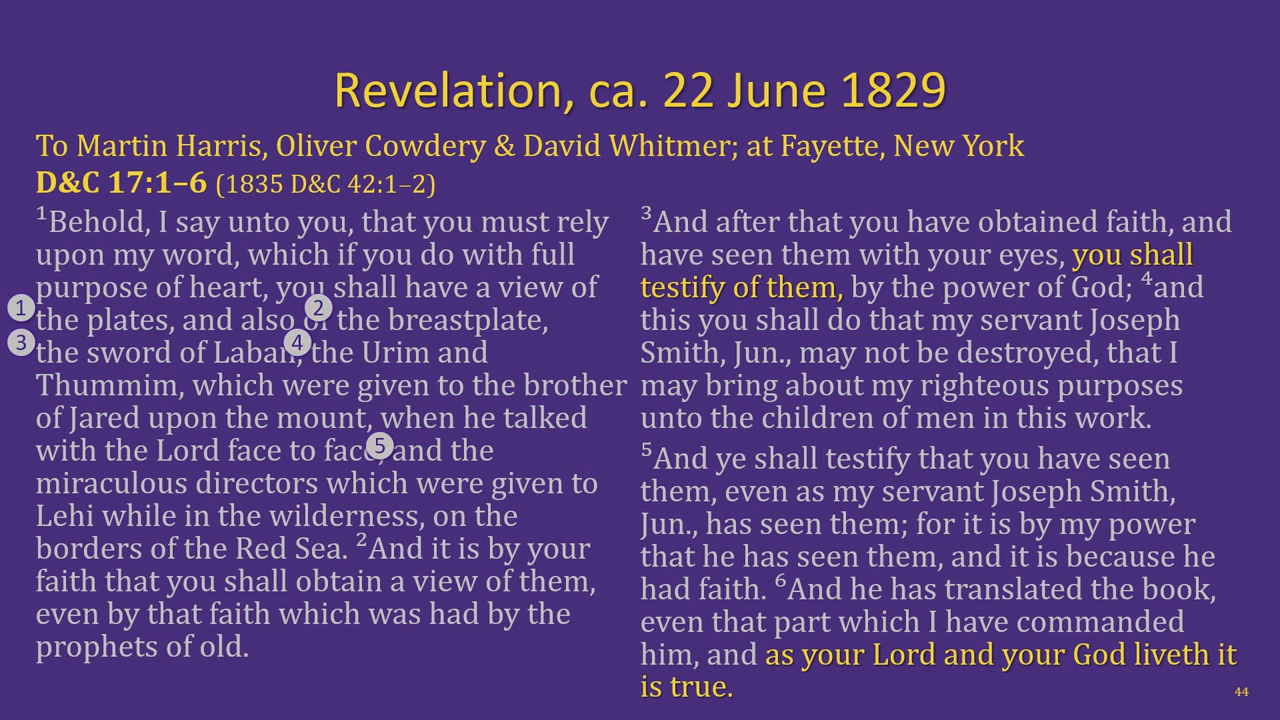 Revelation, ca. 22 June 1829
To Martin Harris, Oliver Cowdery & David Whitmer; at Fayette, New York
D&C 17:1–6 (1835 D&C 42:1–2)
¹Behold, I say unto you, that you must rely
upon my word, which if you do with full
purpose of heart, you shall have a view of
① the plates, and also ② of the breastplate,
③ the sword of Laban, ④ the Urim and
Thummim, which were given to the brother
of Jared upon the mount, when he talked
with the Lord face to face, ⑤ and the
miraculous directors which were given to
Lehi while in the wilderness, on the
borders of the Red Sea. ²And it is by your
faith that you shall obtain a view of them,
even by that faith which was had by the
prophets of old.
³And after that you have obtained faith, and
have seen them with your eyes, you shall
testify of them, by the power of God; ⁴and
this you shall do that my servant Joseph
Smith, Jun., may not be destroyed, that I
may bring about my righteous purposes
unto the children of men in this work.
⁵And ye shall testify that you have seen
them, even as my servant Joseph Smith,
Jun., has seen them; for it is by my power
that he has seen them, and it is because he
had faith. ⁶And he has translated the book,
even that part which I have commanded
him, and as your Lord and your God liveth it
is true.
44